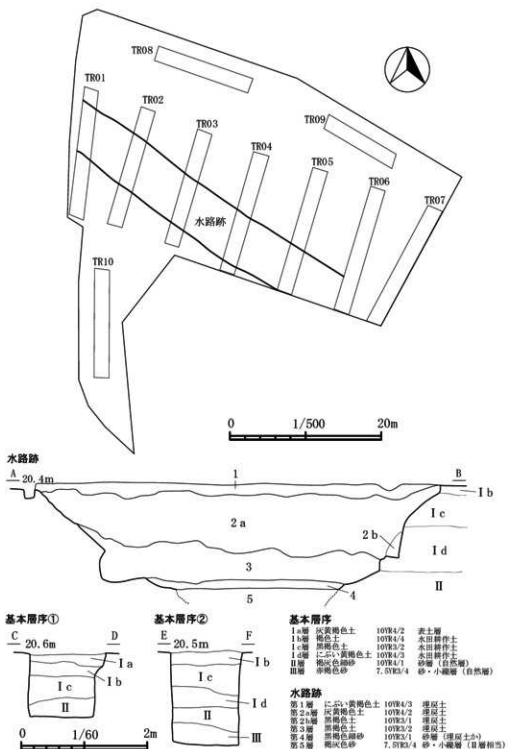 TR08
TR01
TR02
TR09
TR03
TR04
TR05
TR06
TR07
水路跡
TR10
0 1/500 20m
水路跡
A 20.4m 1 B
Ⅰb
Ⅰc
2a 2b
Ⅰd
3
Ⅱ
4
5
基本層序① 基本層序②
C 20.6m D E 20.5m F
Ⅰa
Ⅰb Ⅰb
Ⅰc Ⅰc
Ⅰd
Ⅱ Ⅱ
Ⅲ
0 1/60 2m
基本層序
Ⅰa層 灰黄褐色土 10YR4/2 表土層
Ⅰb層 褐色土 10YR4/4 水田耕作土
Ⅰc層 黒褐色土 10YR3/2 水田耕作土
Ⅰd層 にぶい黄褐色土 10YR4/3 水田耕作土
Ⅱ層 褐灰色細砂 10YR4/1 砂層（自然層）
Ⅲ層 赤褐色砂 7.5YR3/4 砂・小礫層（自然層）
水路跡
第1層 にぶい黄褐色土 10YR4/3 埋戻土
第2a層 灰黄褐色土 10YR4/2 埋戻土
第2b層 黒褐色土 10YR3/1 埋戻土
第3層 黒褐色土 10YR3/2 埋戻土
第4層 黒褐色細砂 10YR3/1 砂層（埋戻土か）
第5層 褐灰色砂 7.5YR3/4 砂・小礫層（Ⅲ層相当）